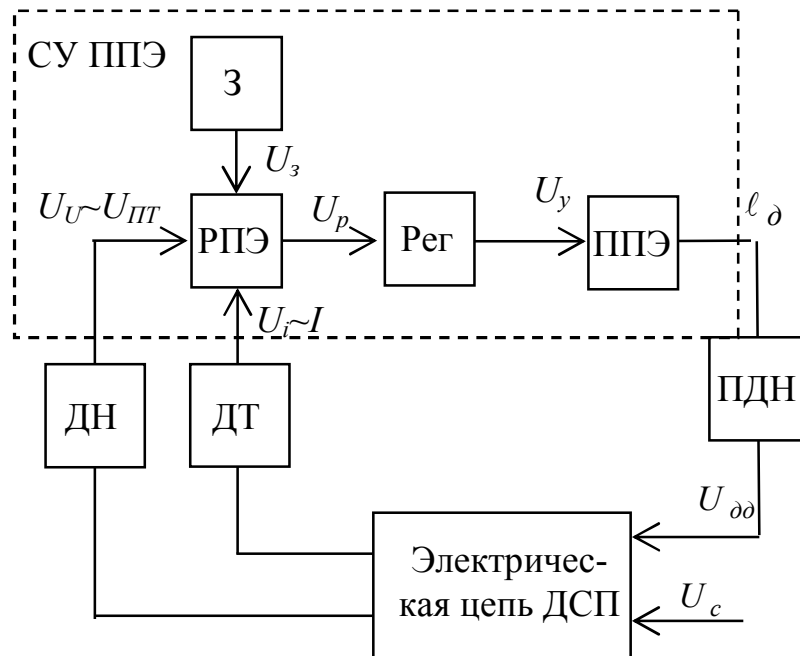 СУ ППЭ
З
U_з
U_U~U_ПТ
РПЭ
U_р
Рег
U_у
ППЭ
ℓ_д
U_i~I
ДН
ДТ
ПДН
U_дд
Электричес-
кая цепь ДСП
U_с